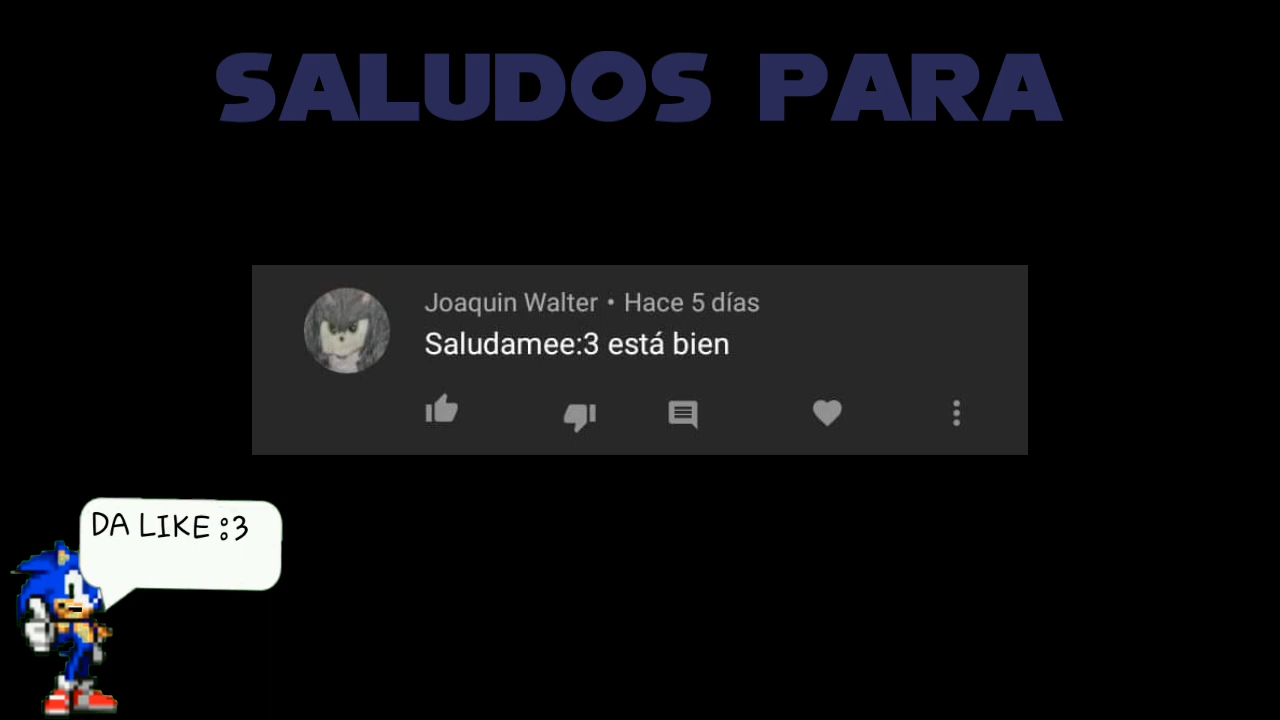 SALUDOS PARA
Joaquin Walter • Hace 5 días
Saludamee:3 está bien
DA LIKE :3